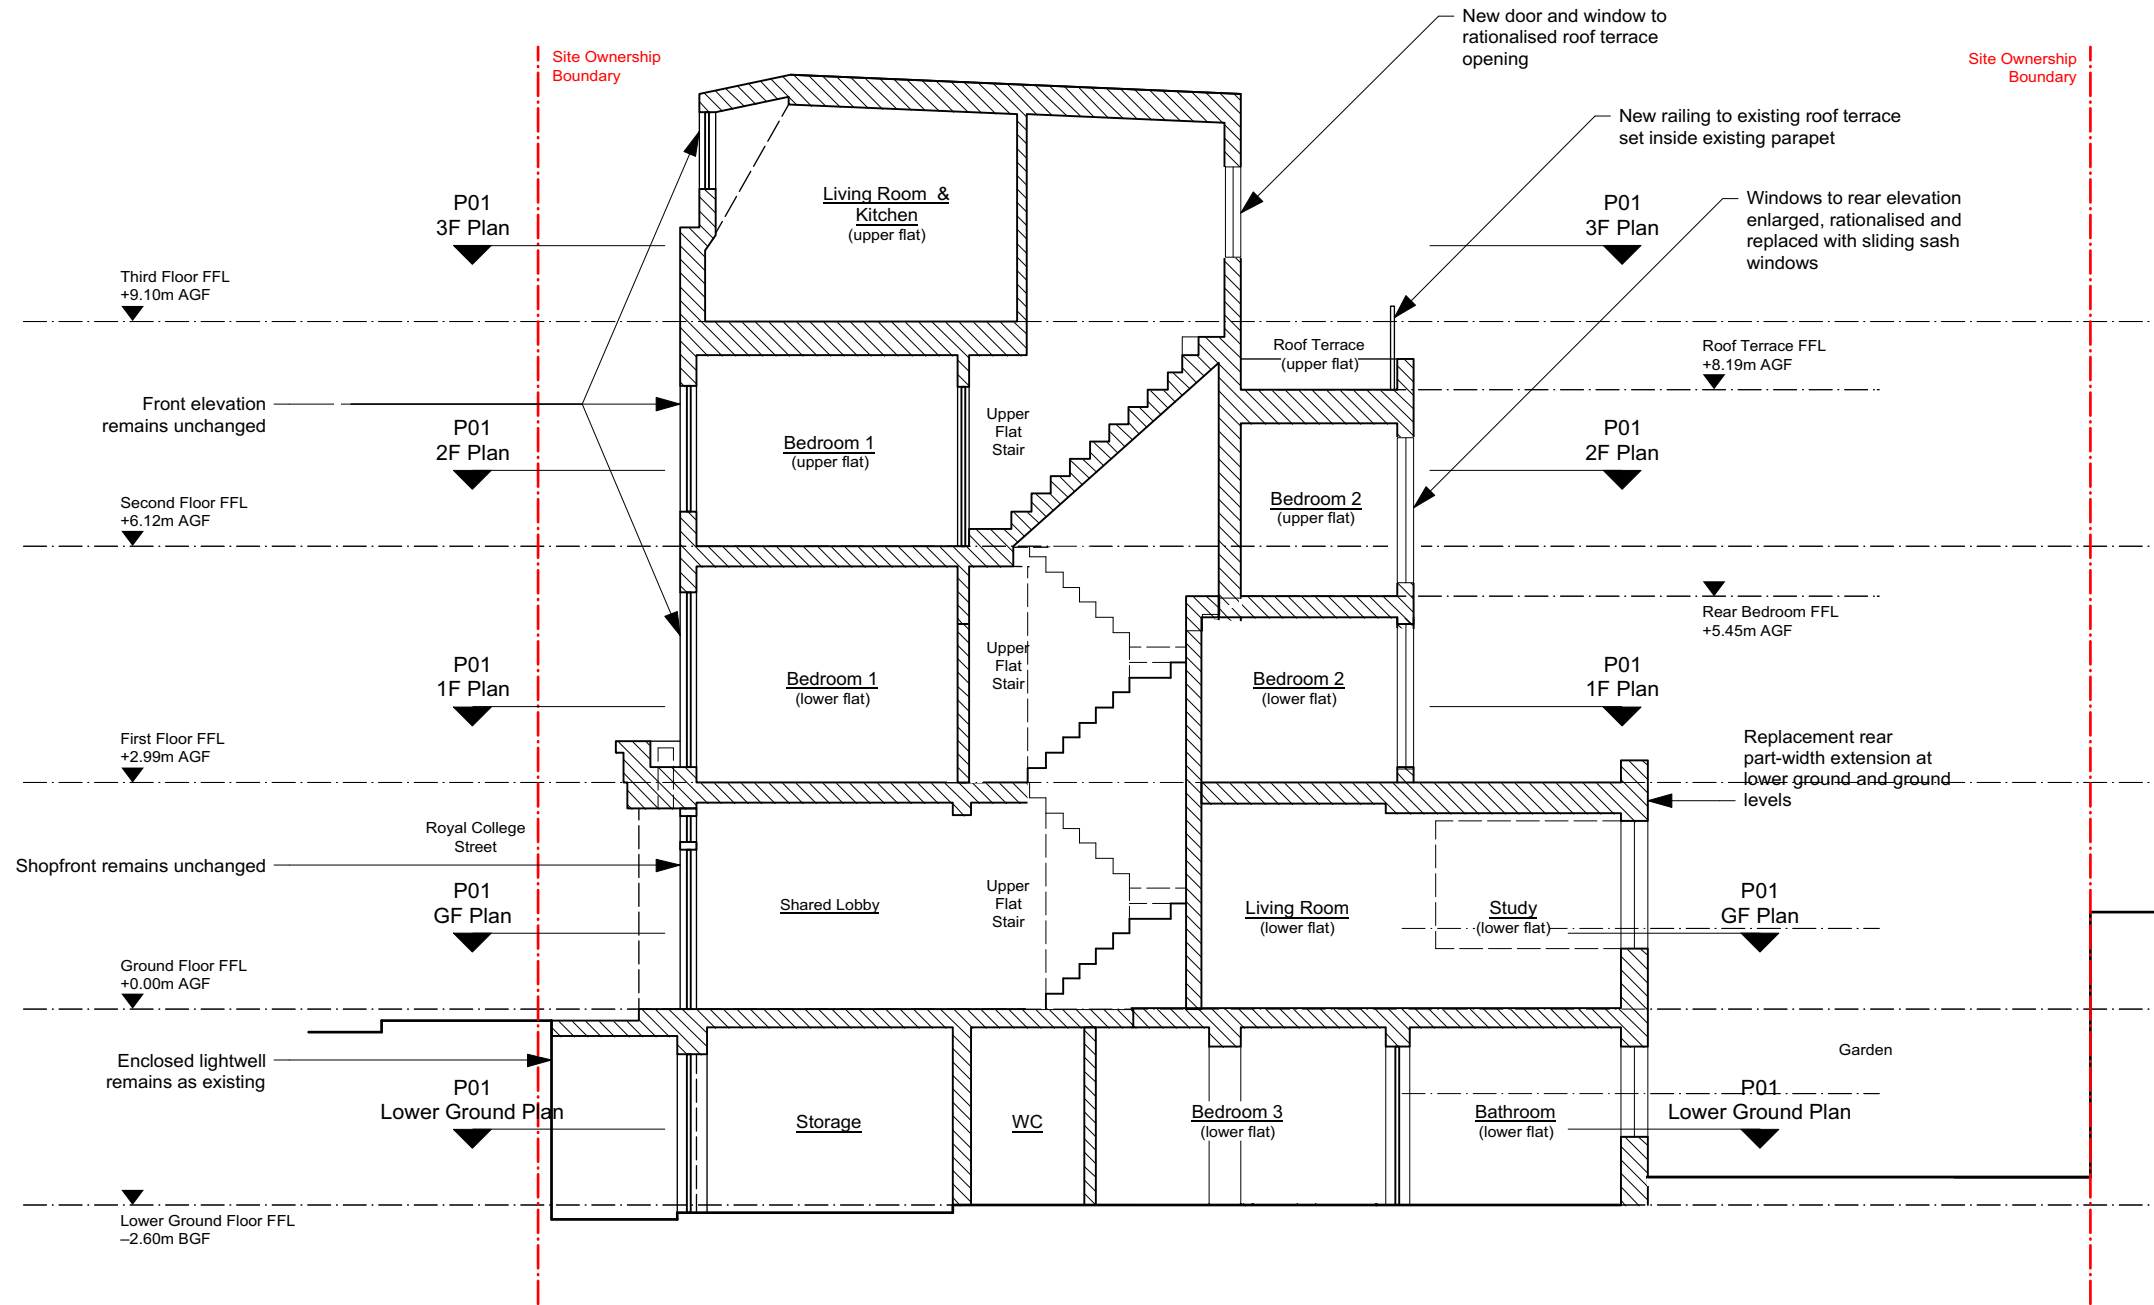 New door and window to
rationalised roof terrace
opening
Site Ownership
Boundary
Site Ownership
Boundary
New railing to existing roof terrace
set inside existing parapet
Living Room &
Kitchen
(upper flat)
Windows to rear elevation
enlarged, rationalised and
replaced with sliding sash
windows
P01
3F Plan
P01
3F Plan
Third Floor FFL
+9.10m AGF
Roof Terrace
(upper flat)
Roof Terrace FFL
+8.19m AGF
Front elevation
remains unchanged
P01
2F Plan
Bedroom 1
(upper flat)
Upper
Flat
Stair
P01
2F Plan
Bedroom 2
(upper flat)
Second Floor FFL
+6.12m AGF
Rear Bedroom FFL
+5.45m AGF
P01
1F Plan
Bedroom 1
(lower flat)
Upper
Flat
Stair
Bedroom 2
(lower flat)
P01
1F Plan
First Floor FFL
+2.99m AGF
Replacement rear
part-width extension at
lower ground and ground
levels
Royal College
Street
Shopfront remains unchanged
P01
GF Plan
Shared Lobby
Upper
Flat
Stair
Living Room
(lower flat)
Study
(lower flat)
P01
GF Plan
Ground Floor FFL
+0.00m AGF
Enclosed lightwell
remains as existing
Garden
P01
Lower Ground Plan
Storage
WC
Bedroom 3
(lower flat)
Bathroom
(lower flat)
P01
Lower Ground Plan
Lower Ground Floor FFL
–2.60m BGF